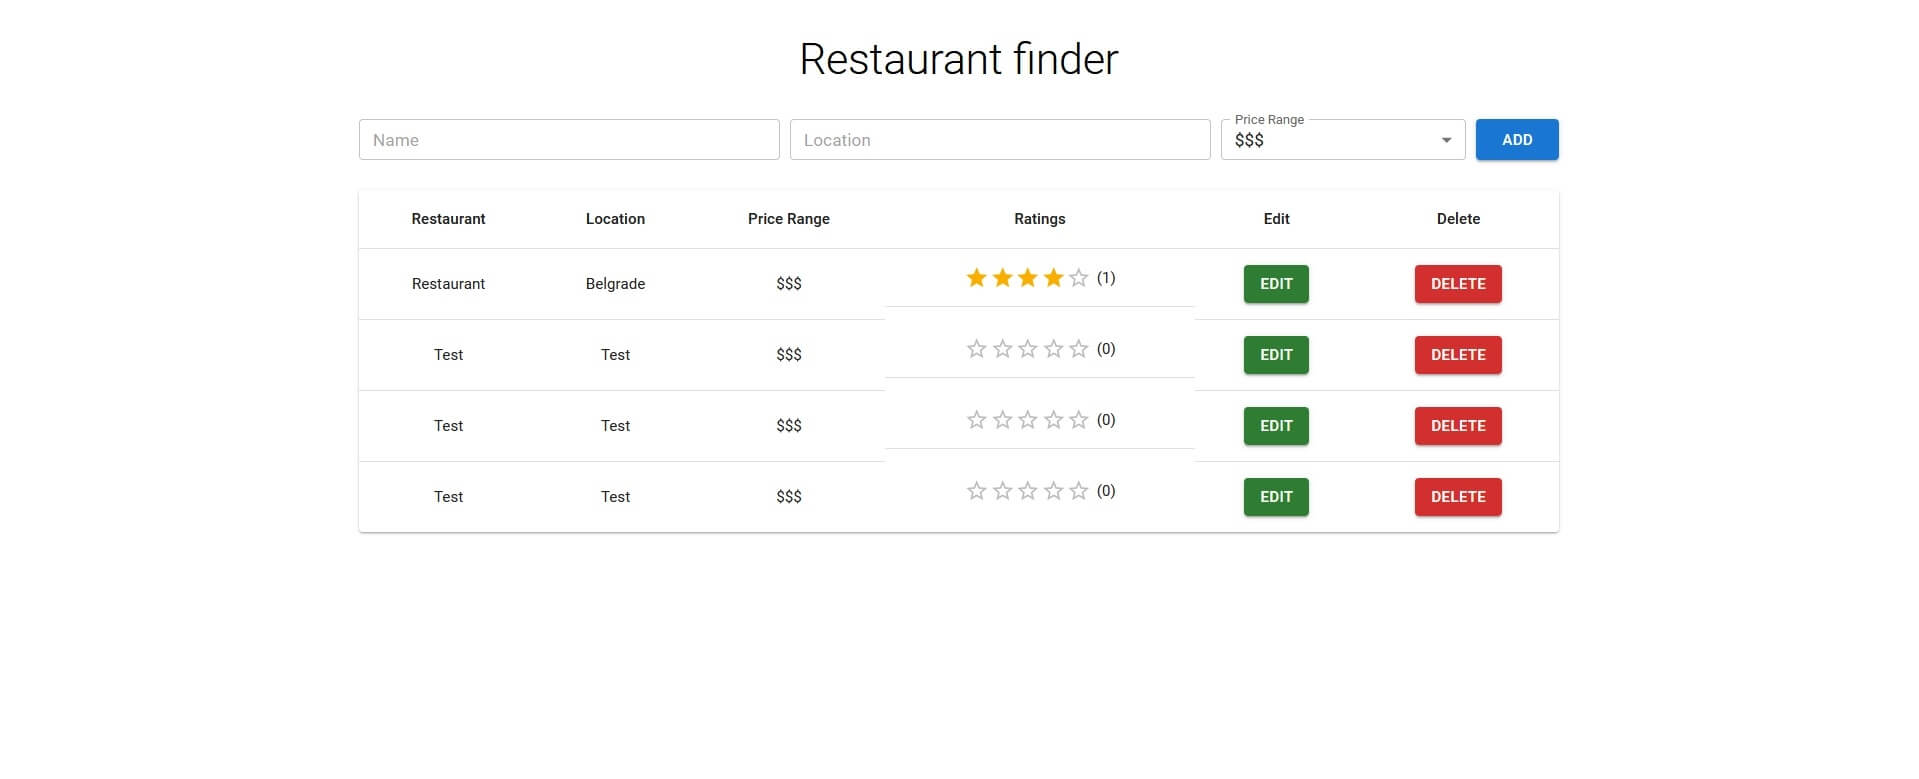 Restaurant finder
Name Location Price Range $$$ ADD
Restaurant Location Price Range Ratings Edit Delete
Restaurant Belgrade $$$ (1) EDIT DELETE
Test Test $$$ (0) EDIT DELETE
Test Test $$$ (0) EDIT DELETE
Test Test $$$ (0) EDIT DELETE